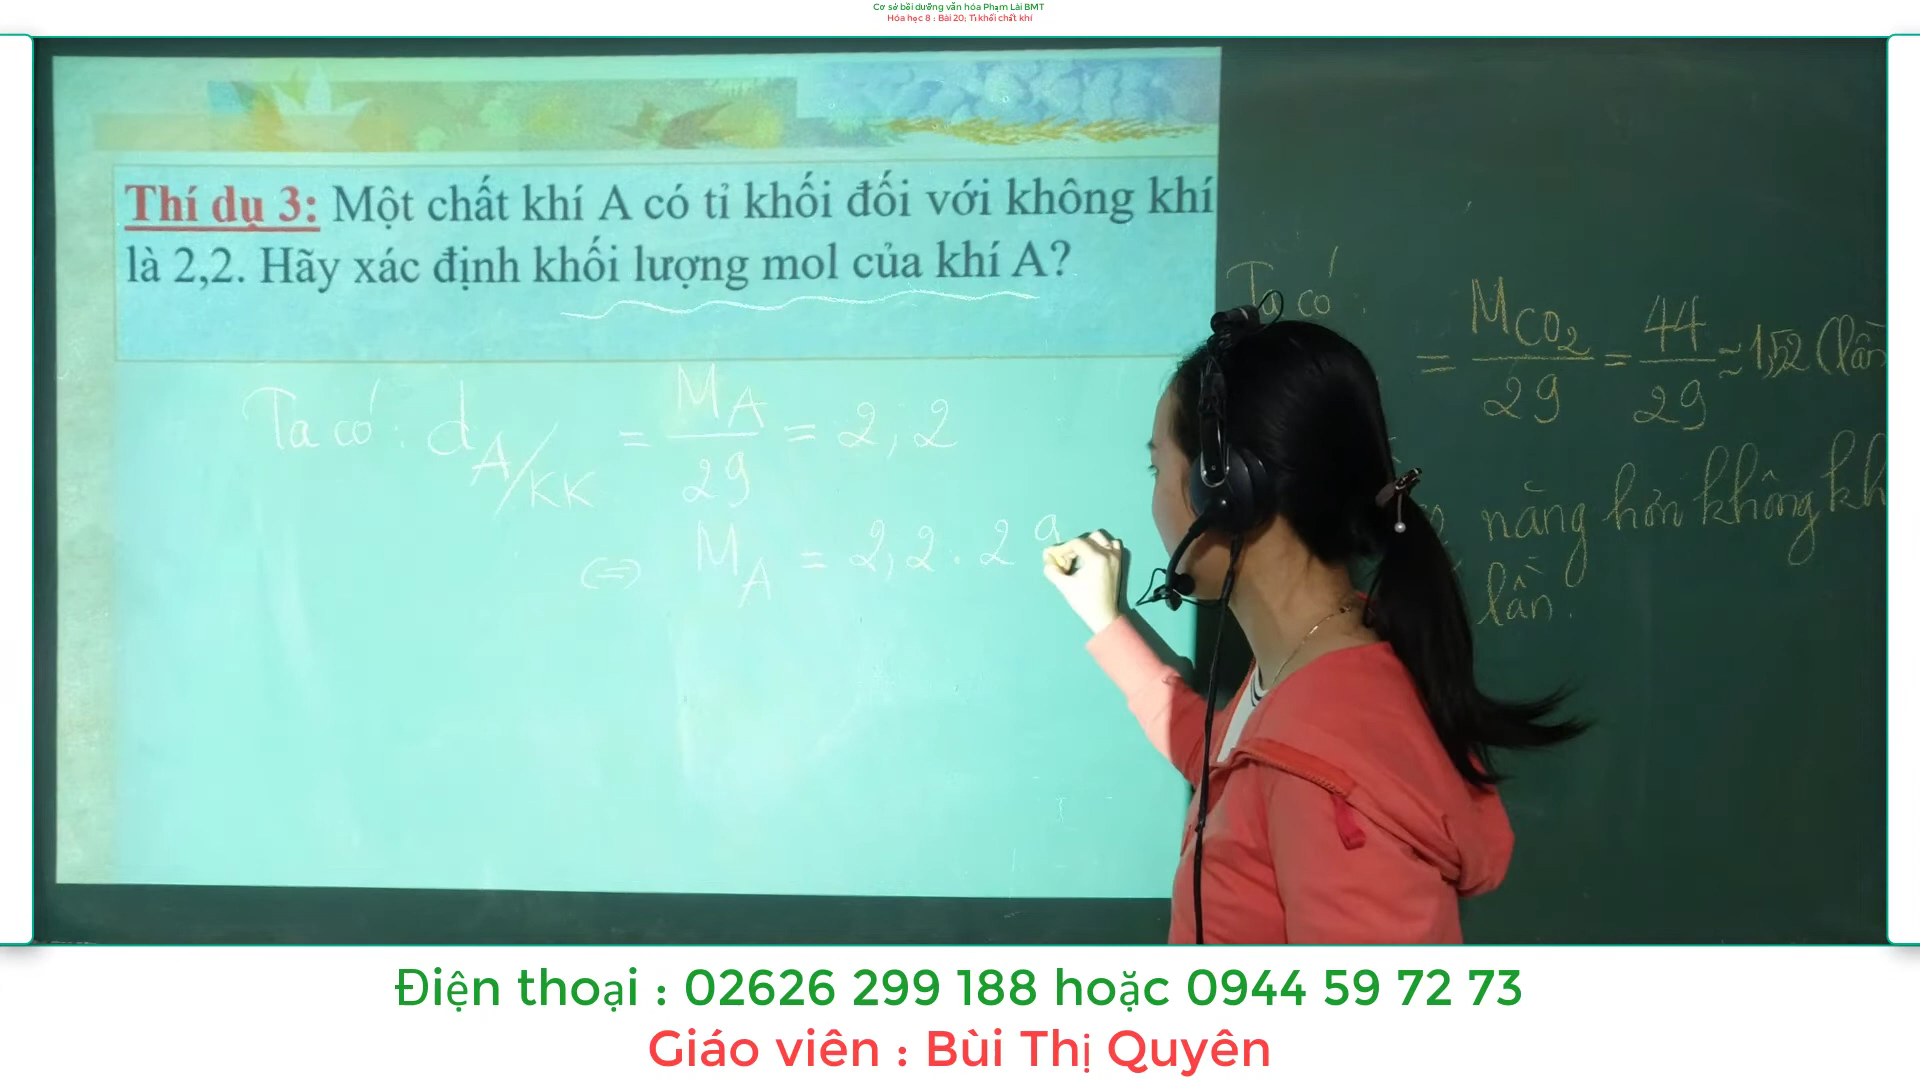 Cơ sở bồi dưỡng văn hóa Phạm Lài BMT
Hóa học 8 : Bài 20: Tỉ khối chất khí
Thí dụ 3: Một chất khí A có tỉ khối đối với không khí
là 2,2. Hãy xác định khối lượng mol của khí A?
Ta có: d A/KK = M A / 29 = 2,2
<=> M A = 2,2 . 29
Ta có :
= M CO2 / 29 = 44 / 29 ≈ 1,52 (lần
nặng hơn không kh
lần.
Điện thoại : 02626 299 188 hoặc 0944 59 72 73
Giáo viên : Bùi Thị Quyên